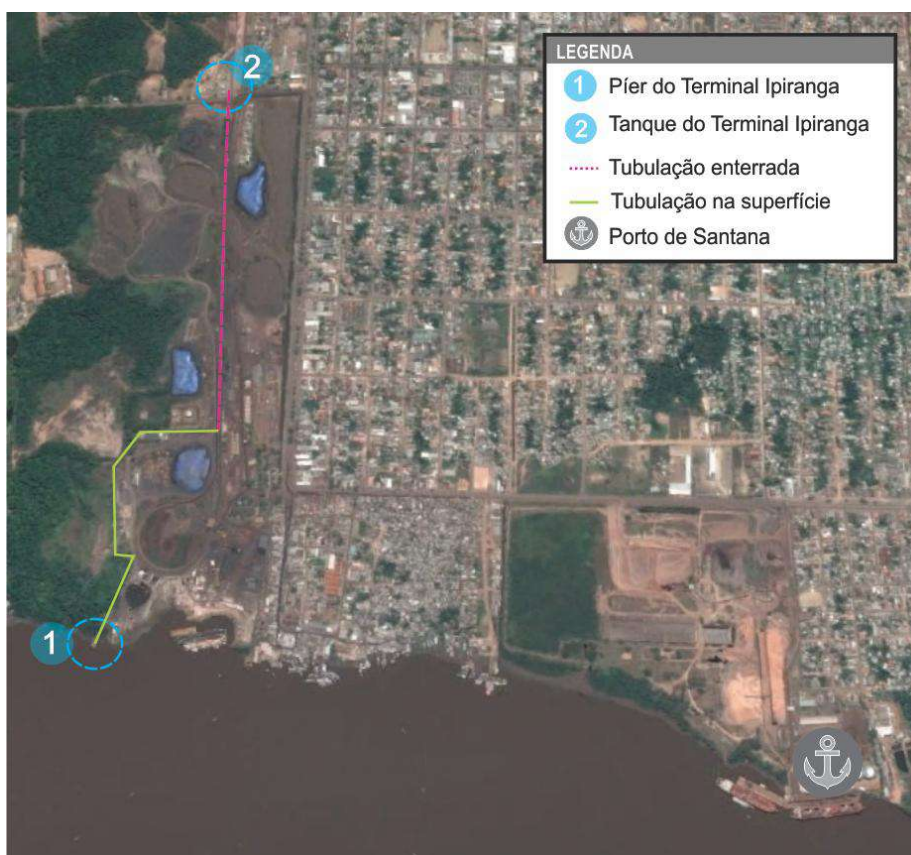 2
LEGENDA
1 Píer do Terminal Ipiranga
2 Tanque do Terminal Ipiranga
Tubulação enterrada
Tubulação na superfície
Porto de Santana
1